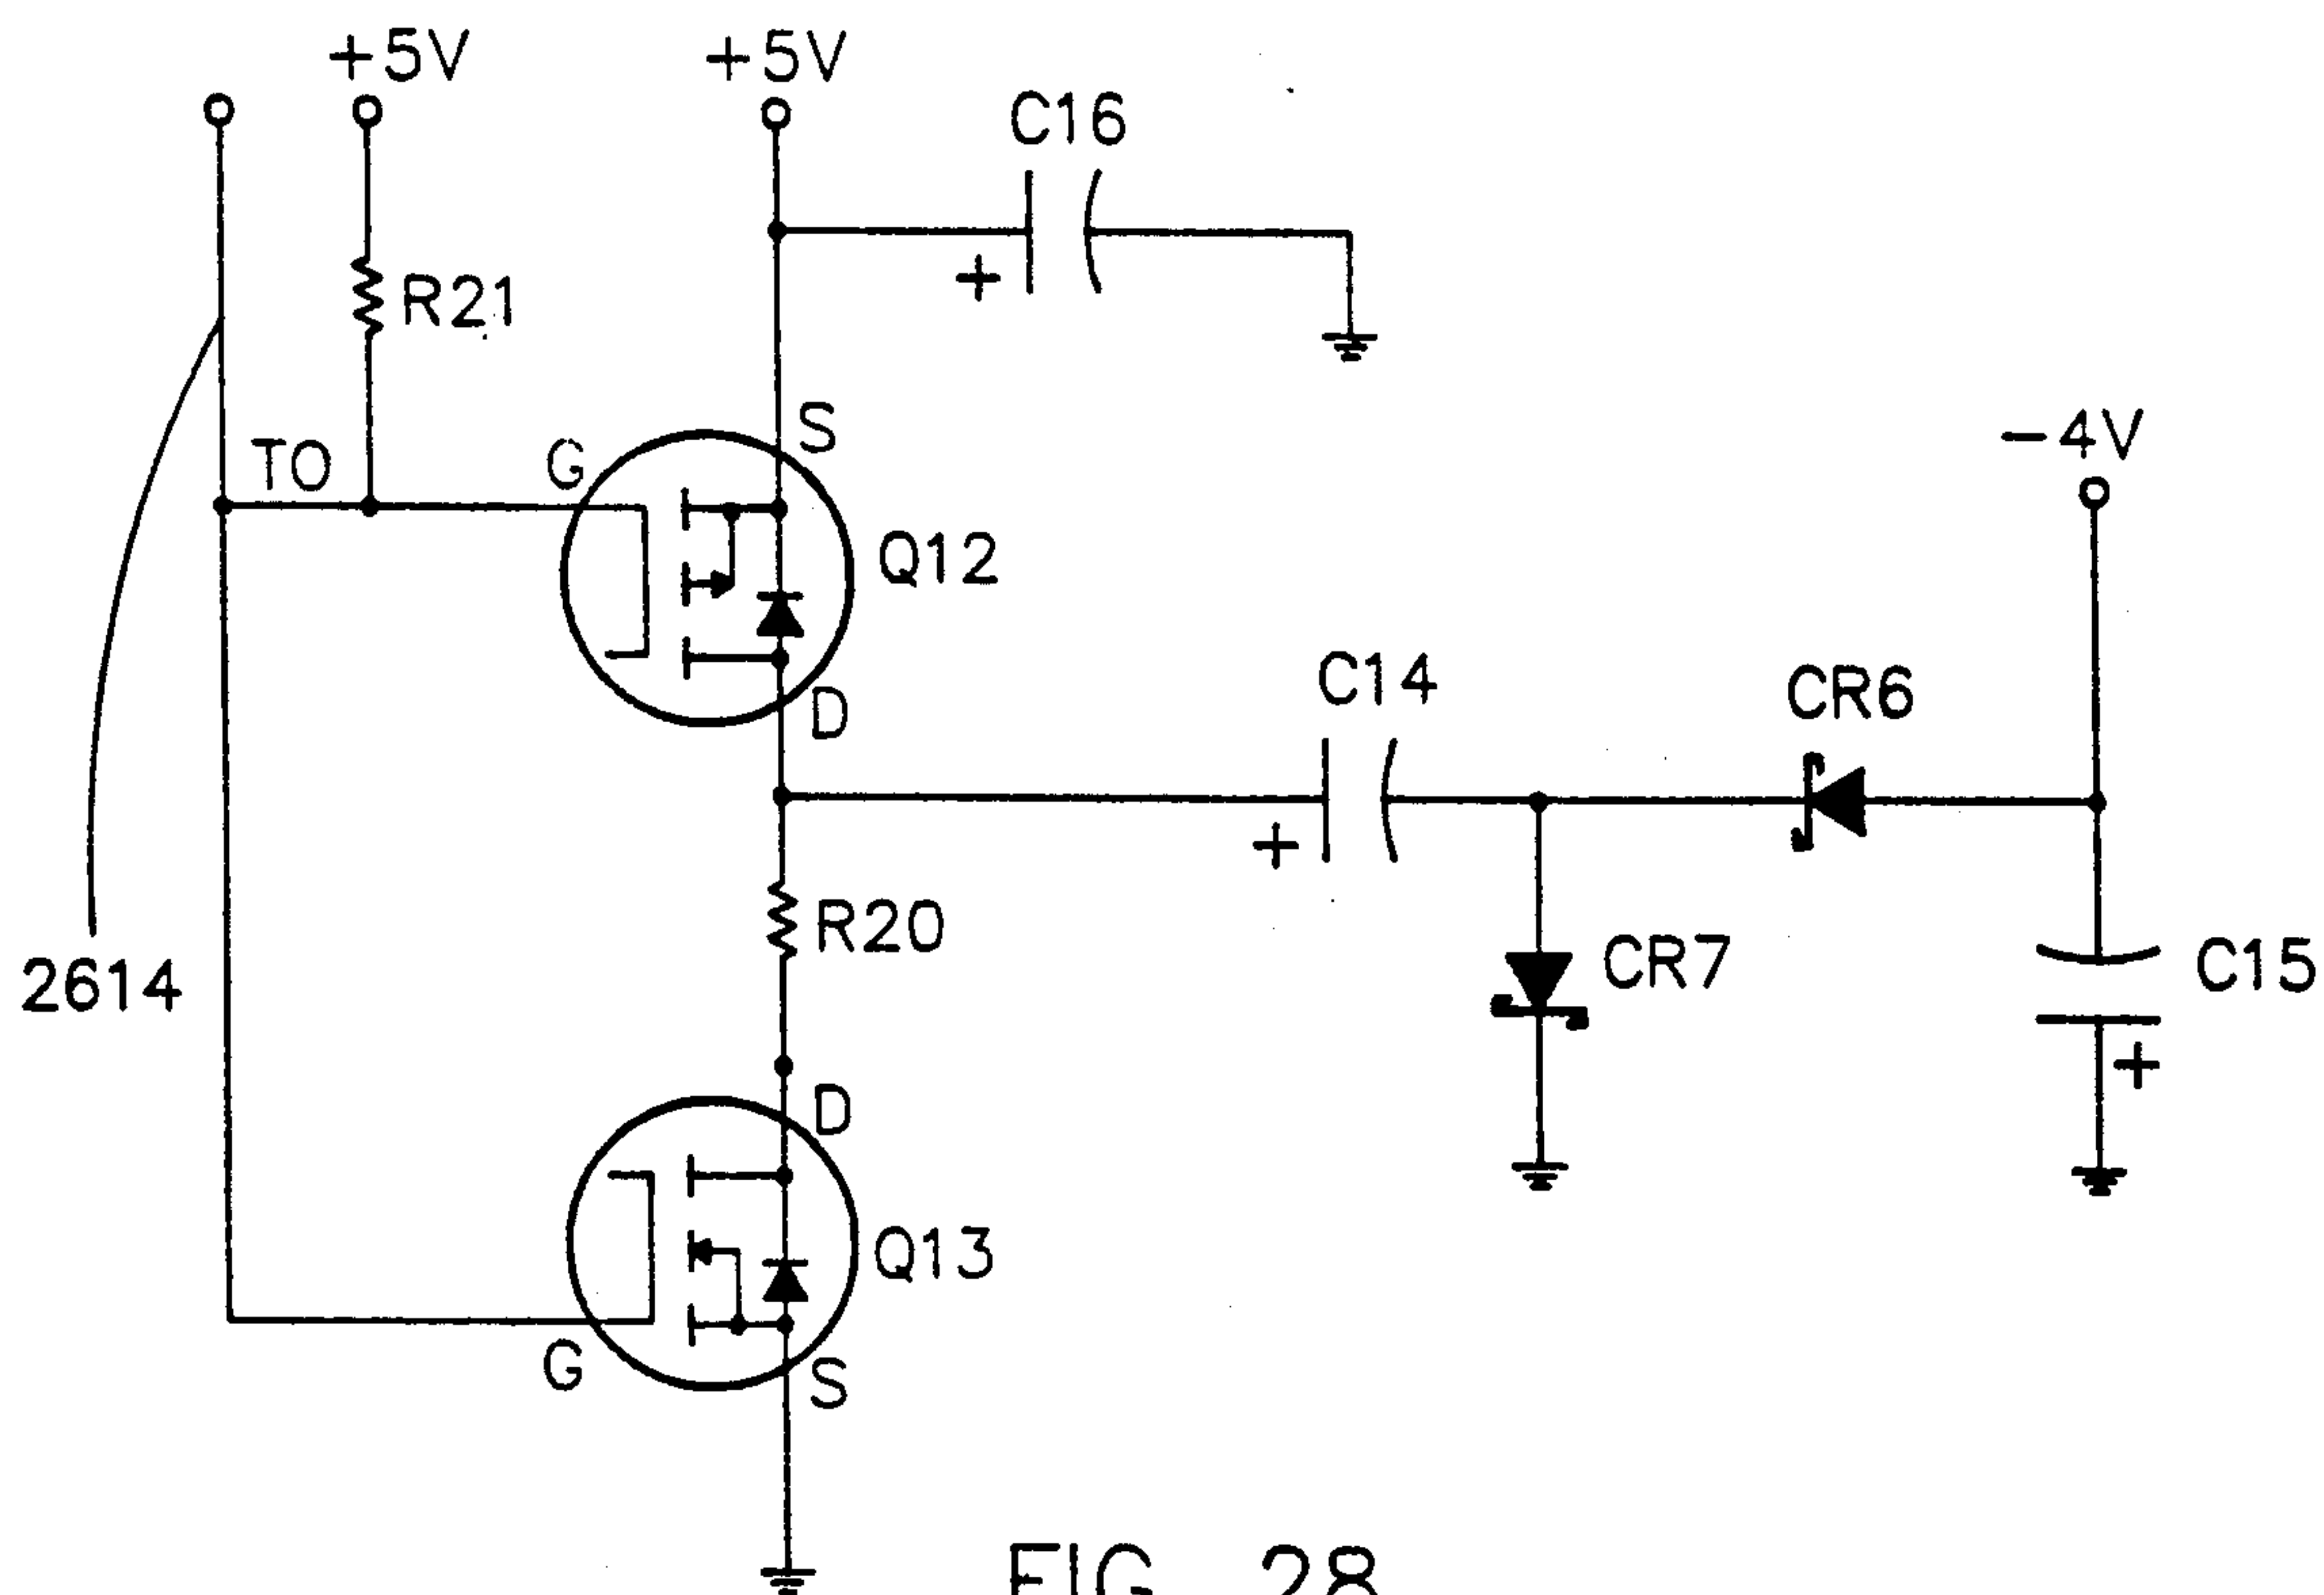 +5V
+5V
C16
+
R21
S
-4V
TO
G
Q12
C14
CR6
D
+
R20
CR7
C15
2614
+
D
Q13
G
S
FIG. 28